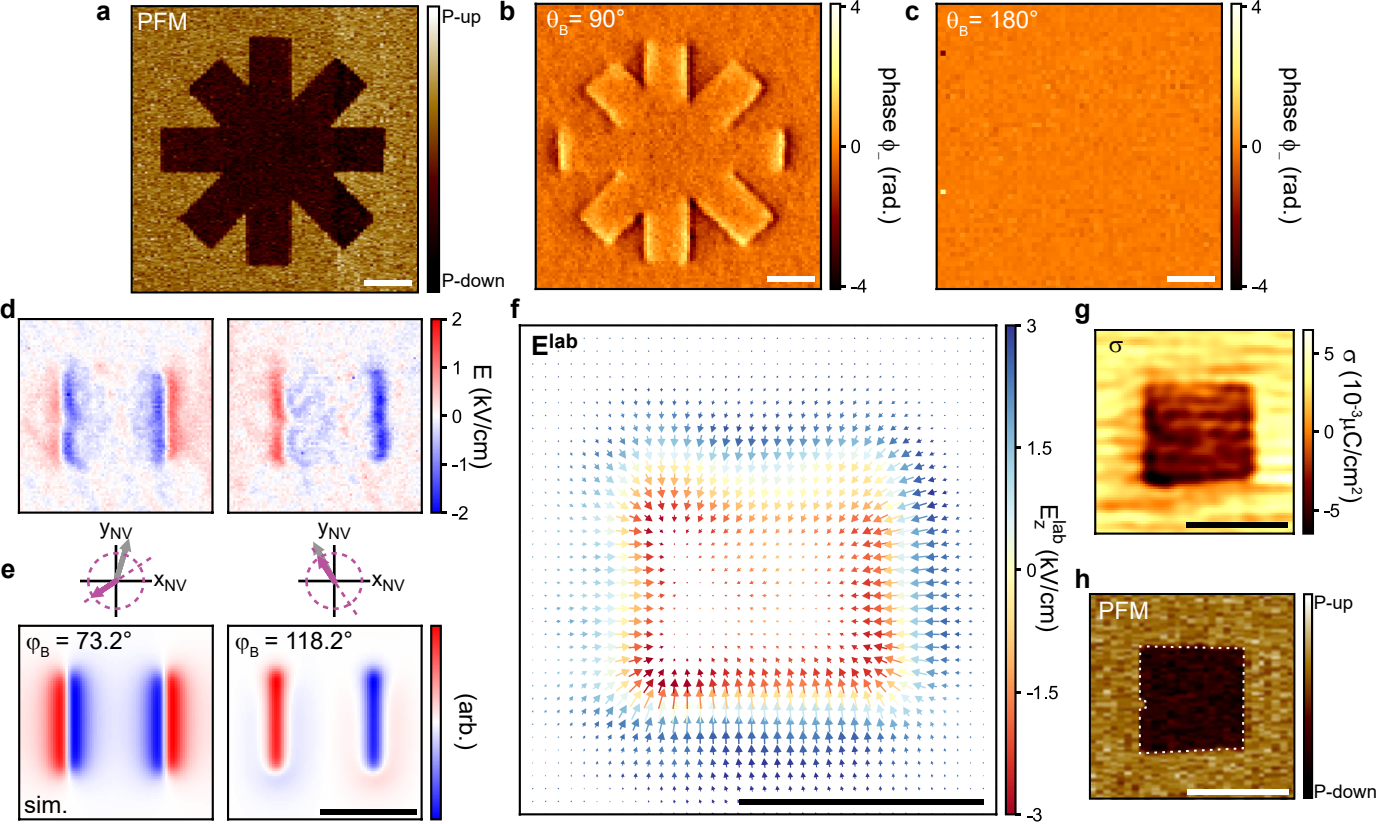 a
PFM
P-up
P-down
b
θB= 90°
4
0
-4
phase ϕ_ (rad.)
c
θB= 180°
4
0
-4
phase ϕ_ (rad.)
d
2
1
0
-1
-2
E (kV/cm)
yNV
xNV
yNV
xNV
e
φB = 73.2°
sim.
φB = 118.2°
(arb.)
f
Elab
3
1.5
0
-1.5
-3
Ezlab (kV/cm)
g
σ
5
0
-5
σ (10-3μC/cm2)
h
PFM
P-up
P-down